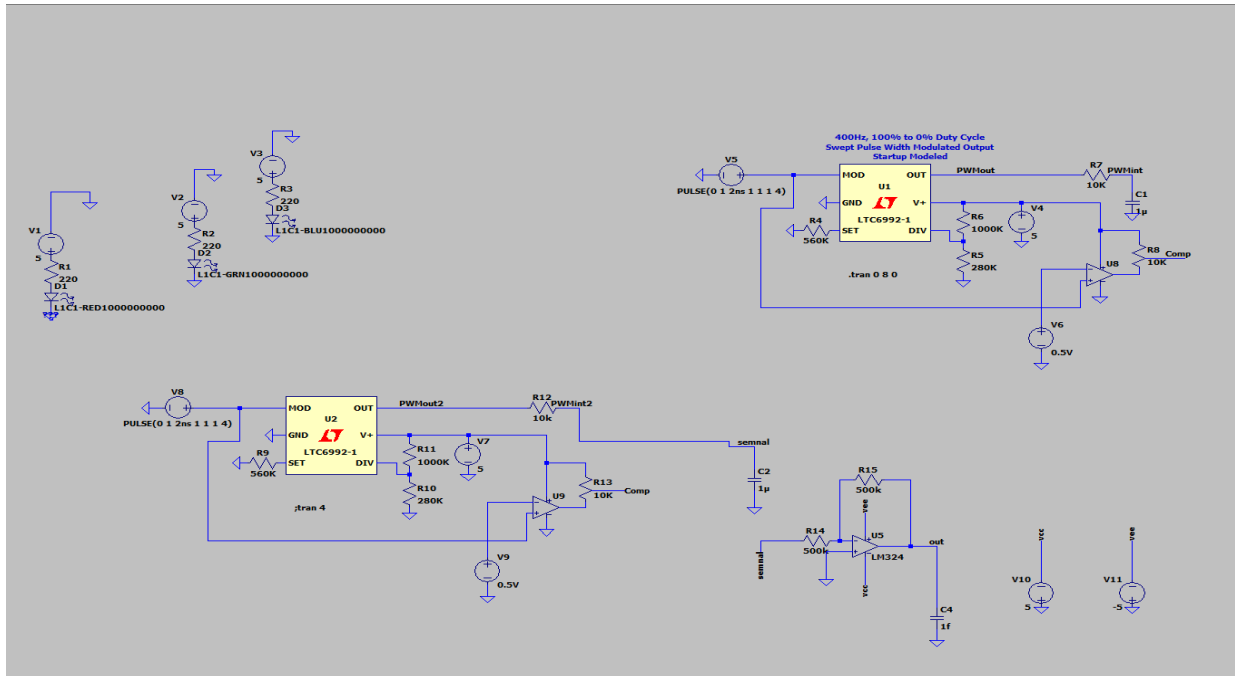 400Hz, 100% to 0% Duty Cycle
Swept Pulse Width Modulated Output
Startup Modeled
V3
5
R3
220
D3
L1C1-BLU1000000000
V2
5
R2
220
D2
L1C1-GRN1000000000
V1
5
R1
220
D1
L1C1-RED1000000000
V5
PULSE(0 1 2ns 1 1 1 4)
MOD
OUT
U1
GND
V+
LTC6992-1
SET
DIV
R4
560K
PWMout
R7
10K
PWMint
C1
1µ
R6
1000K
V4
5
R5
280K
.tran 0 8 0
U8
R8
10K
Comp
V6
0.5V
V8
PULSE(0 1 2ns 1 1 1 4)
MOD
OUT
U2
GND
V+
LTC6992-1
SET
DIV
R9
560K
PWMout2
R12
10k
PWMint2
semnal
C2
1µ
R11
1000K
V7
5
R10
280K
;tran 4
U9
R13
10K
Comp
V9
0.5V
R15
500k
vee
R14
500k
U5
LM324
out
semnal
vcc
C4
1f
vcc
V10
5
vee
V11
-5